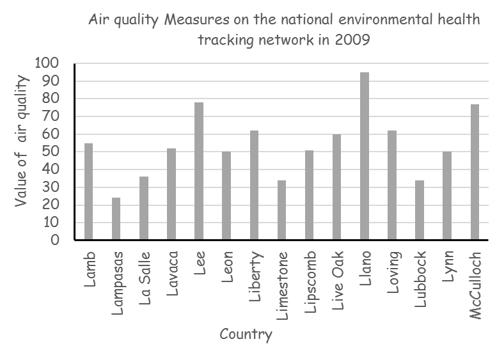 Air quality Measures on the national environmental health
tracking network in 2009
Value of air quality
100
90
80
70
60
50
40
30
20
10
0
Lamb
Lampasas
La Salle
Lavaca
Lee
Leon
Liberty
Limestone
Lipscomb
Live Oak
Llano
Loving
Lubbock
Lynn
McCulloch
Country